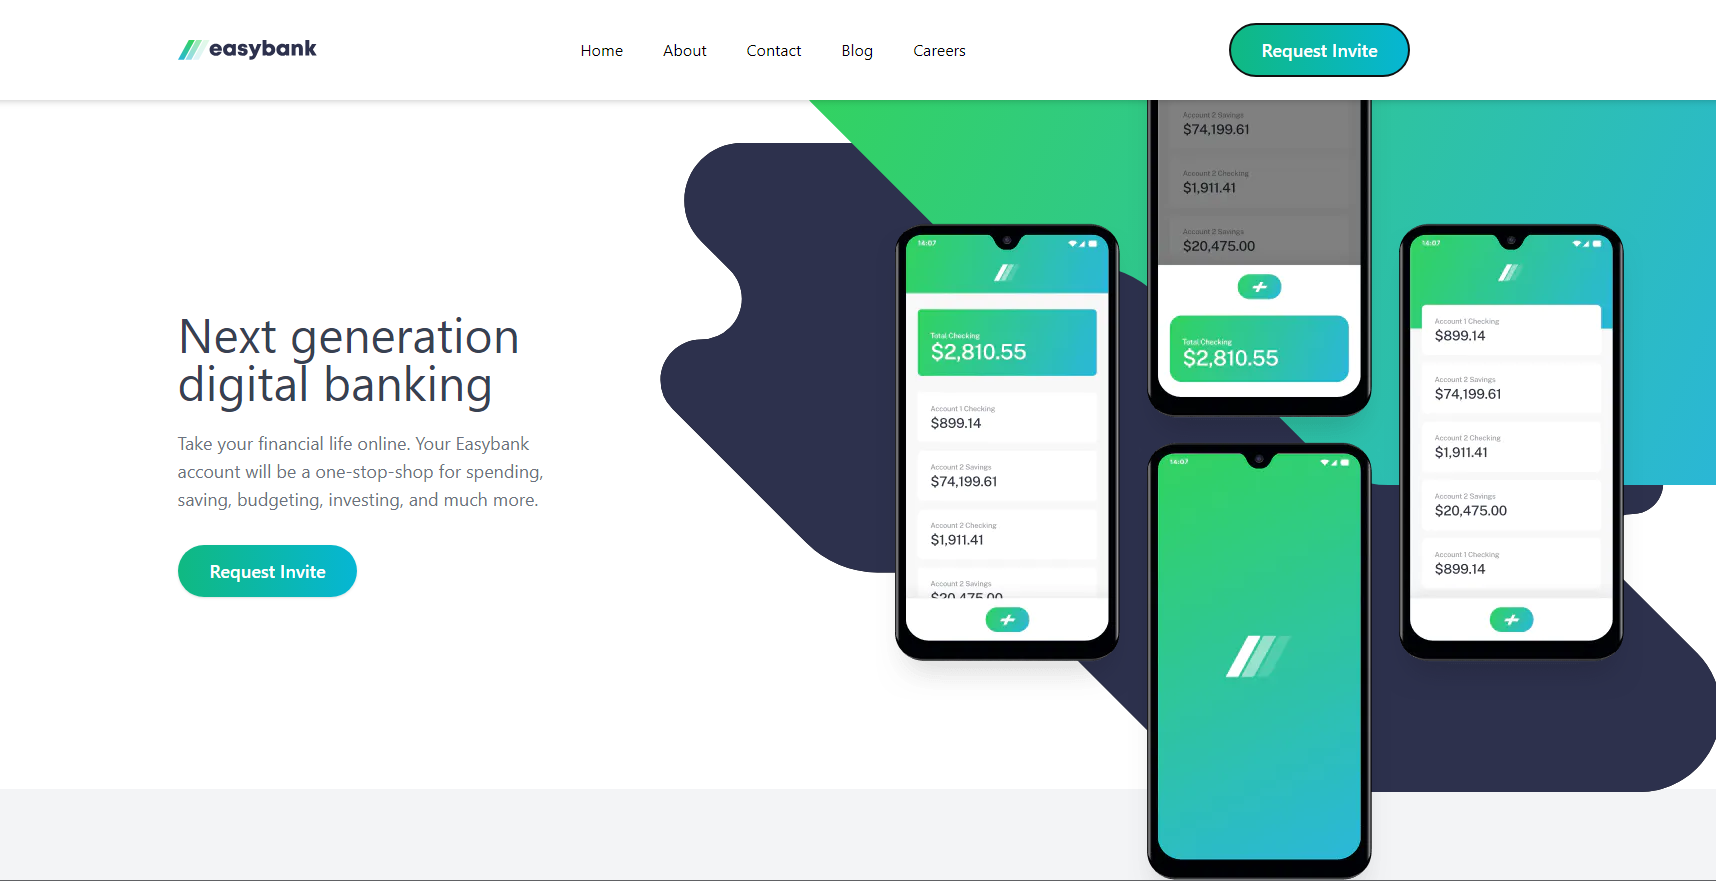 easybank
Home
About
Contact
Blog
Careers
Request Invite
Next generation
digital banking
Take your financial life online. Your Easybank
account will be a one-stop-shop for spending,
saving, budgeting, investing, and much more.
Request Invite
14:07
Total Checking
$2,810.55
Account 1 Checking
$899.14
Account 2 Savings
$74,199.61
Account 2 Checking
$1,911.41
Account 2 Savings
$20,475.00
Account 2 Savings
$74,199.61
Account 2 Checking
$1,911.41
Account 2 Savings
$20,475.00
Total Checking
$2,810.55
14:07
14:07
Account 1 Checking
$899.14
Account 2 Savings
$74,199.61
Account 2 Checking
$1,911.41
Account 2 Savings
$20,475.00
Account 1 Checking
$899.14